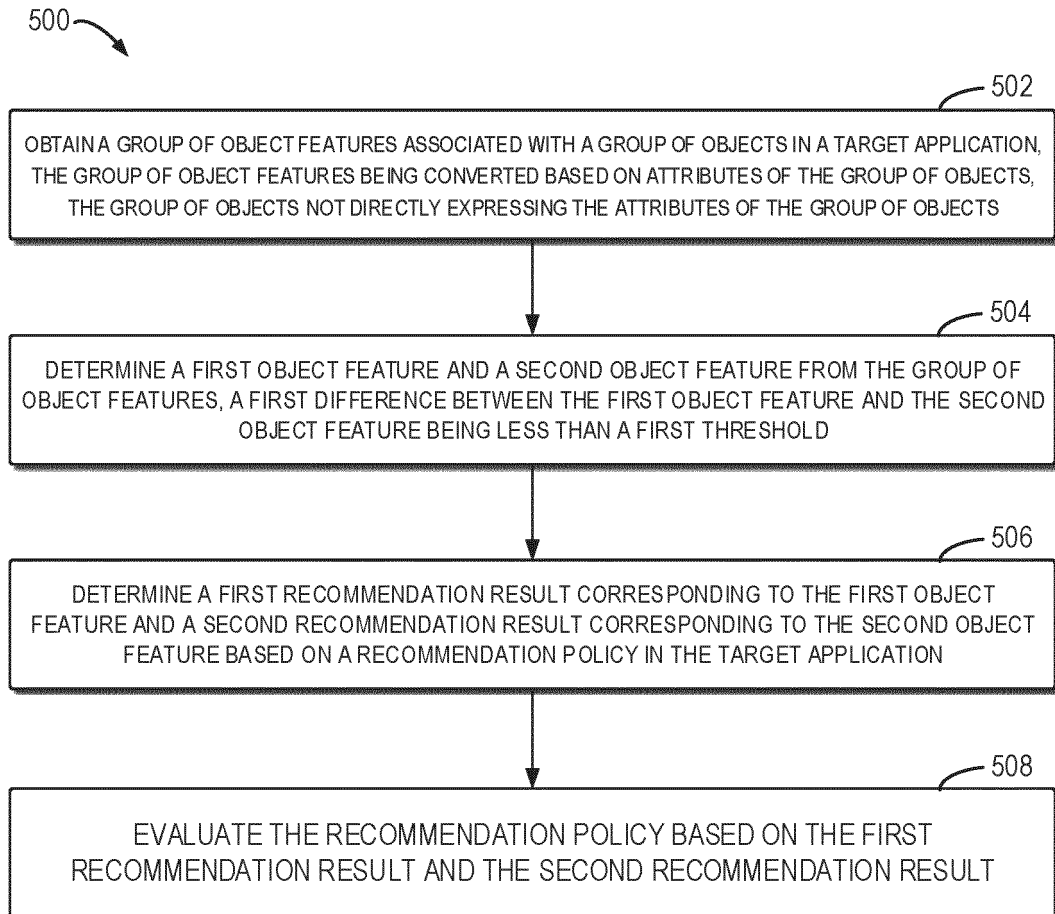 500
502
OBTAIN A GROUP OF OBJECT FEATURES ASSOCIATED WITH A GROUP OF OBJECTS IN A TARGET APPLICATION,
THE GROUP OF OBJECT FEATURES BEING CONVERTED BASED ON ATTRIBUTES OF THE GROUP OF OBJECTS,
THE GROUP OF OBJECTS NOT DIRECTLY EXPRESSING THE ATTRIBUTES OF THE GROUP OF OBJECTS
504
DETERMINE A FIRST OBJECT FEATURE AND A SECOND OBJECT FEATURE FROM THE GROUP OF
OBJECT FEATURES, A FIRST DIFFERENCE BETWEEN THE FIRST OBJECT FEATURE AND THE SECOND
OBJECT FEATURE BEING LESS THAN A FIRST THRESHOLD
506
DETERMINE A FIRST RECOMMENDATION RESULT CORRESPONDING TO THE FIRST OBJECT
FEATURE AND A SECOND RECOMMENDATION RESULT CORRESPONDING TO THE SECOND OBJECT
FEATURE BASED ON A RECOMMENDATION POLICY IN THE TARGET APPLICATION
508
EVALUATE THE RECOMMENDATION POLICY BASED ON THE FIRST
RECOMMENDATION RESULT AND THE SECOND RECOMMENDATION RESULT